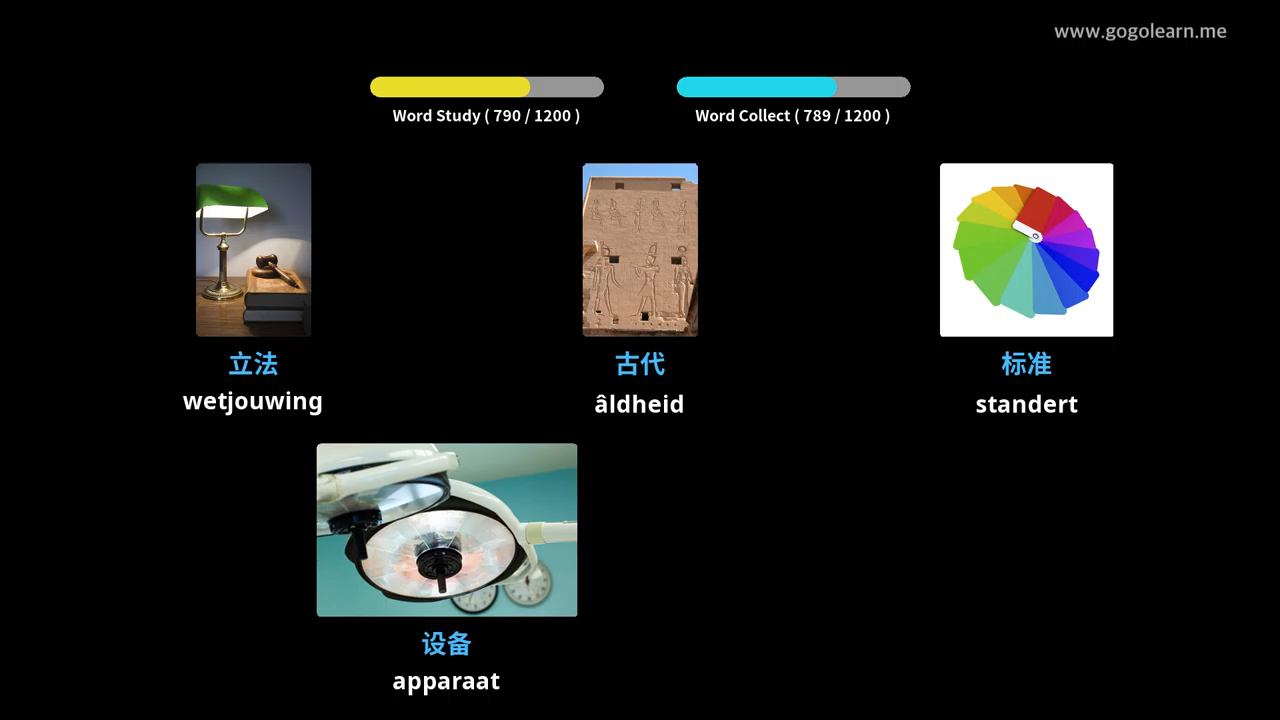 www.gogolearn.me
Word Study ( 790 / 1200 )
Word Collect ( 789 / 1200 )
立法
wetjouwing
古代
âldheid
标准
standert
设备
apparaat